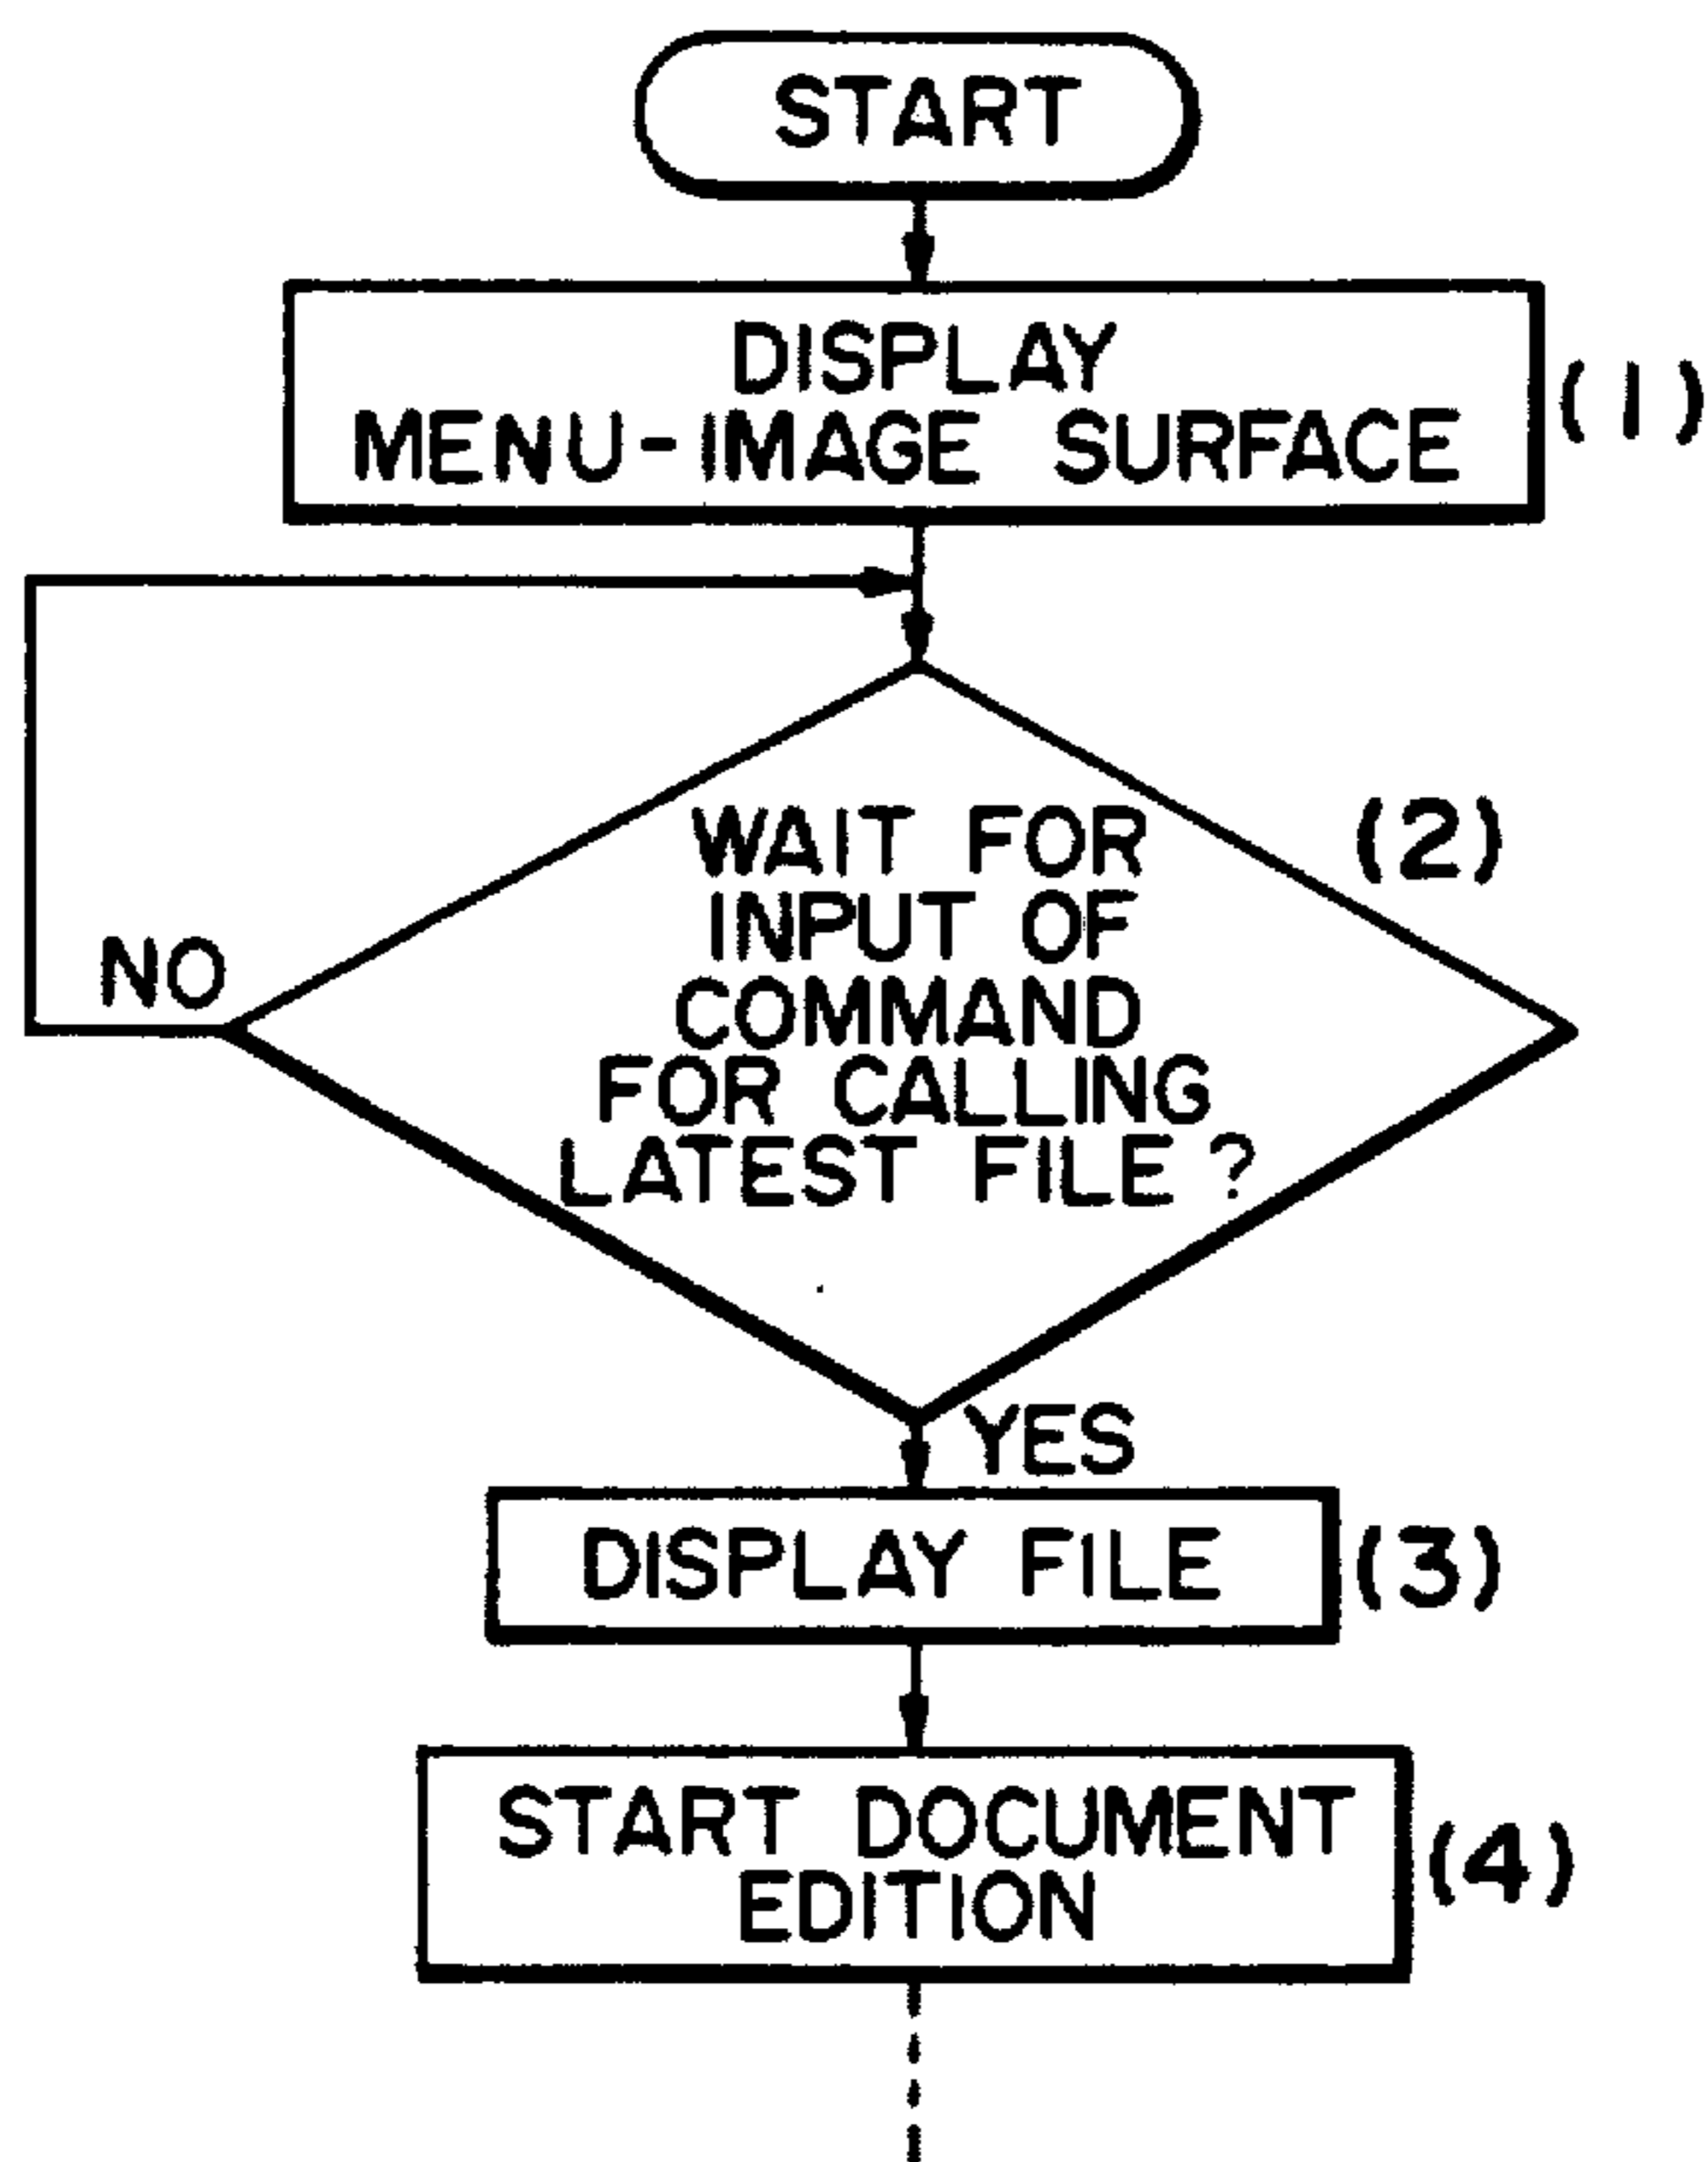 START
DISPLAY
MENU-IMAGE SURFACE
(1)
WAIT FOR
INPUT OF
COMMAND
FOR CALLING
LATEST FILE?
(2)
NO
YES
DISPLAY FILE
(3)
START DOCUMENT
EDITION
(4)